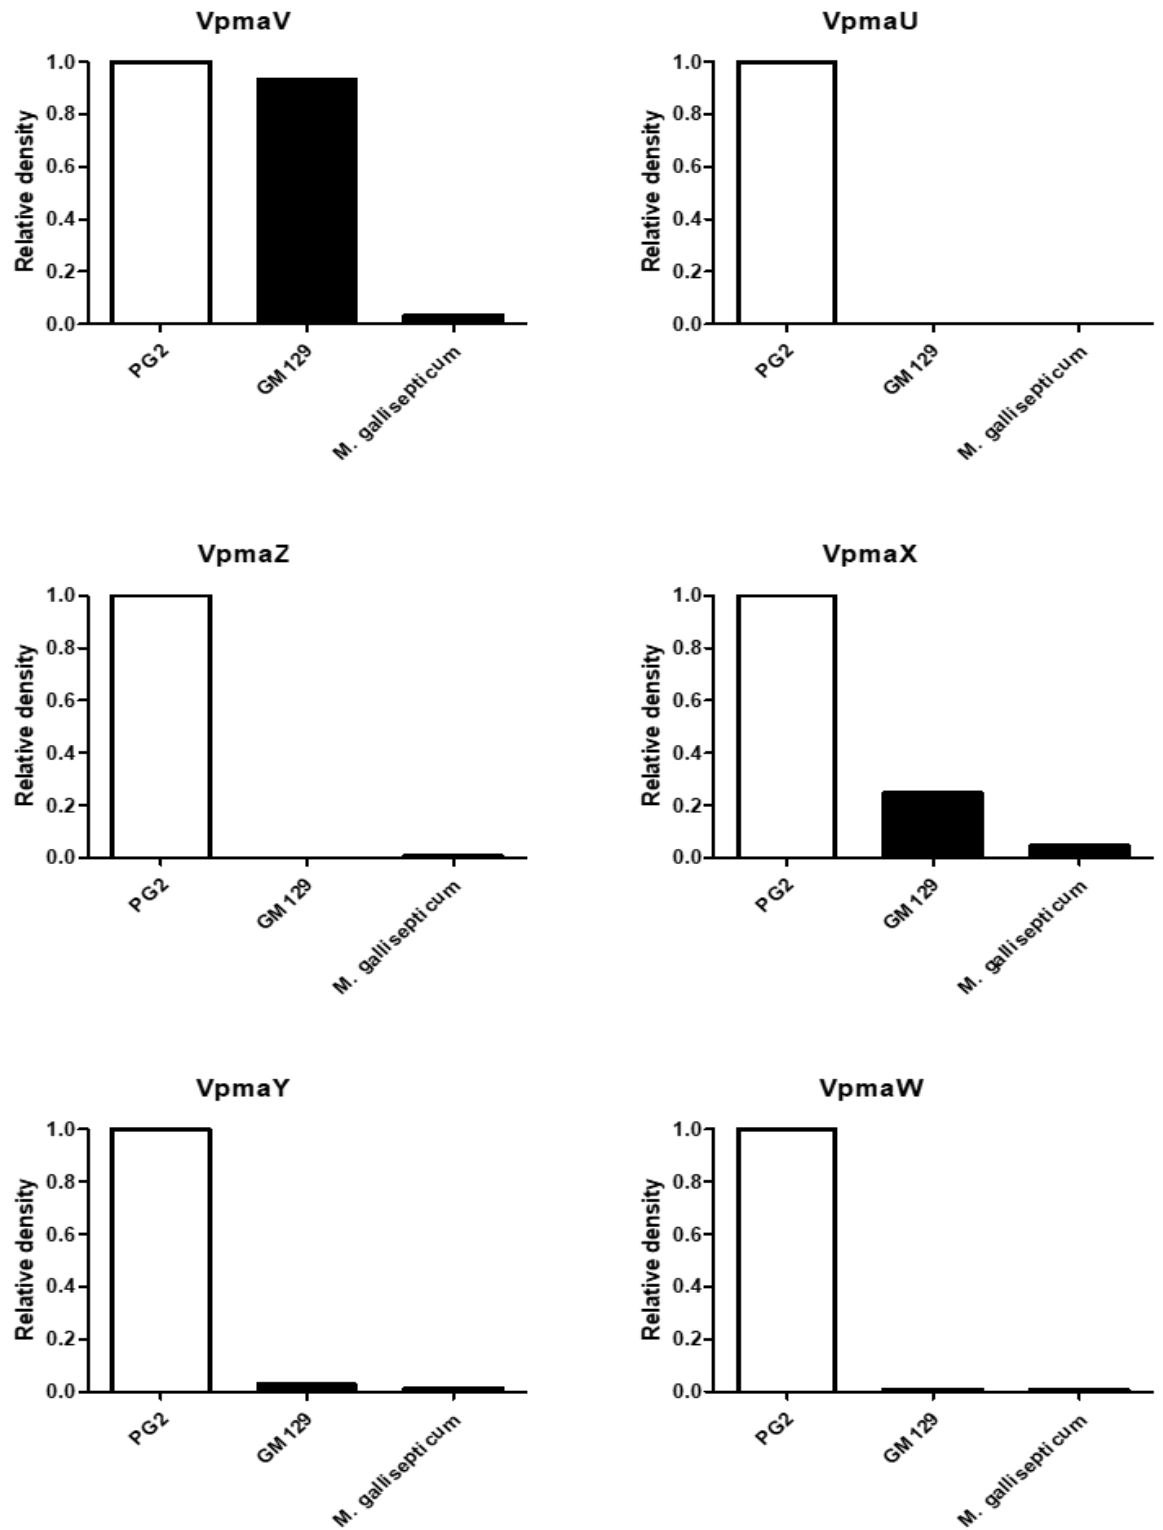 VpmaV
Relative density
1.0
0.8
0.6
0.4
0.2
0.0
PG2
GM129
M. gallisepticum
VpmaU
Relative density
1.0
0.8
0.6
0.4
0.2
0.0
PG2
GM129
M. gallisepticum
VpmaZ
Relative density
1.0
0.8
0.6
0.4
0.2
0.0
PG2
GM129
M. gallisepticum
VpmaX
Relative density
1.0
0.8
0.6
0.4
0.2
0.0
PG2
GM129
M. gallisepticum
VpmaY
Relative density
1.0
0.8
0.6
0.4
0.2
0.0
PG2
GM129
M. gallisepticum
VpmaW
Relative density
1.0
0.8
0.6
0.4
0.2
0.0
PG2
GM129
M. gallisepticum